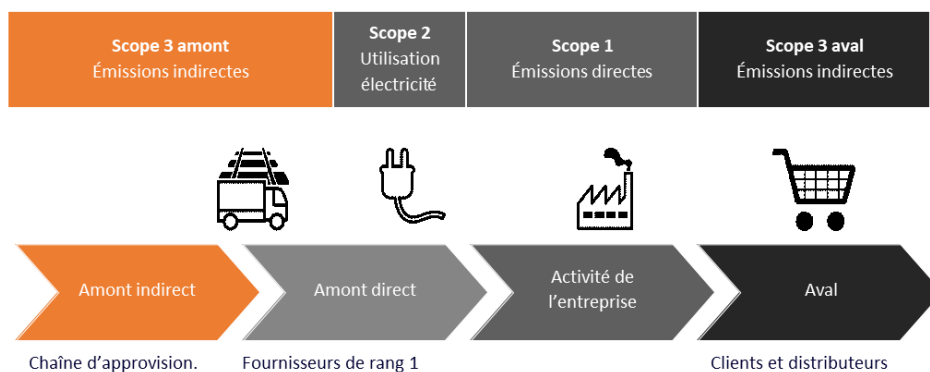 Scope 3 amont
Émissions indirectes
Scope 2
Utilisation
électricité
Scope 1
Émissions directes
Scope 3 aval
Émissions indirectes
Amont indirect
Amont direct
Activité de
l’entreprise
Aval
Chaîne d’approvision.
Fournisseurs de rang 1
Clients et distributeurs